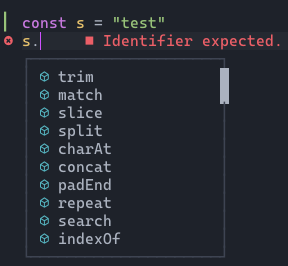 const s = "test"
s. Identifier expected.
trim
match
slice
split
charAt
concat
padEnd
repeat
search
indexOf